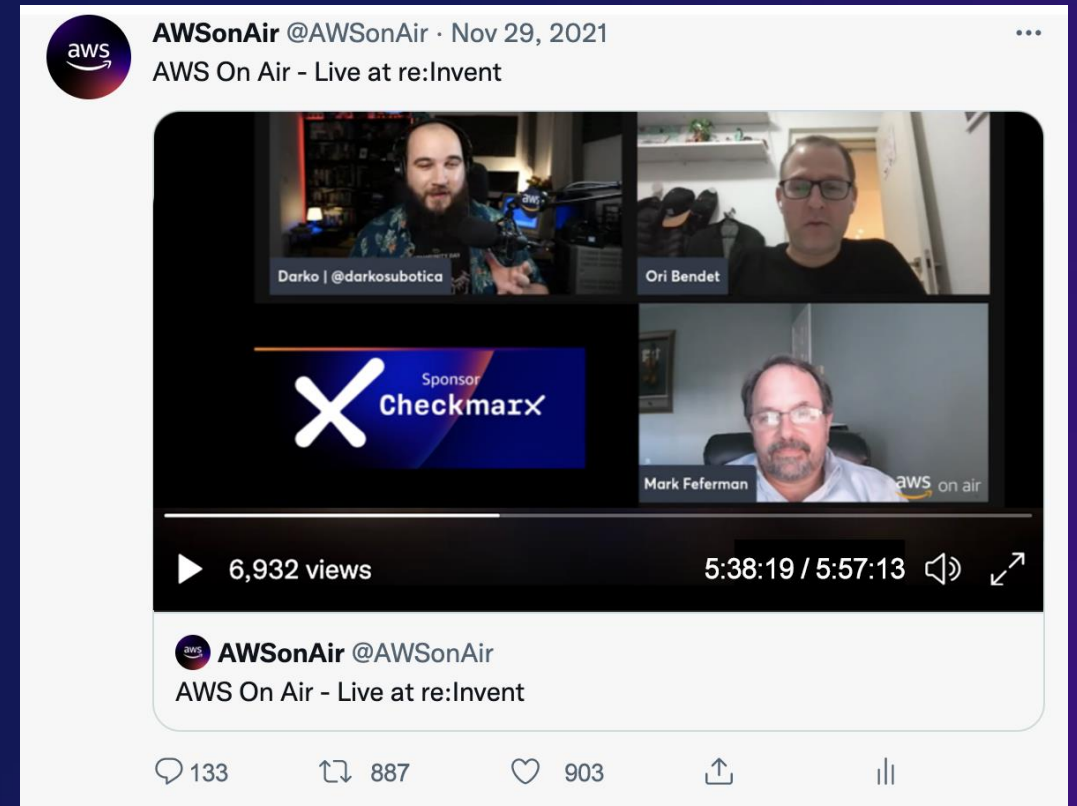 AWSonAir @AWSonAir · Nov 29, 2021
aws
AWS On Air - Live at re:Invent
aws
Darko | @darkosubotica
Ori Bendet
Sponsor
Checkmarx
Mark Feferman
aws on air
6,932 views
5:38:19 / 5:57:13
aws
AWSonAir @AWSonAir
AWS On Air - Live at re:Invent
133 887 903